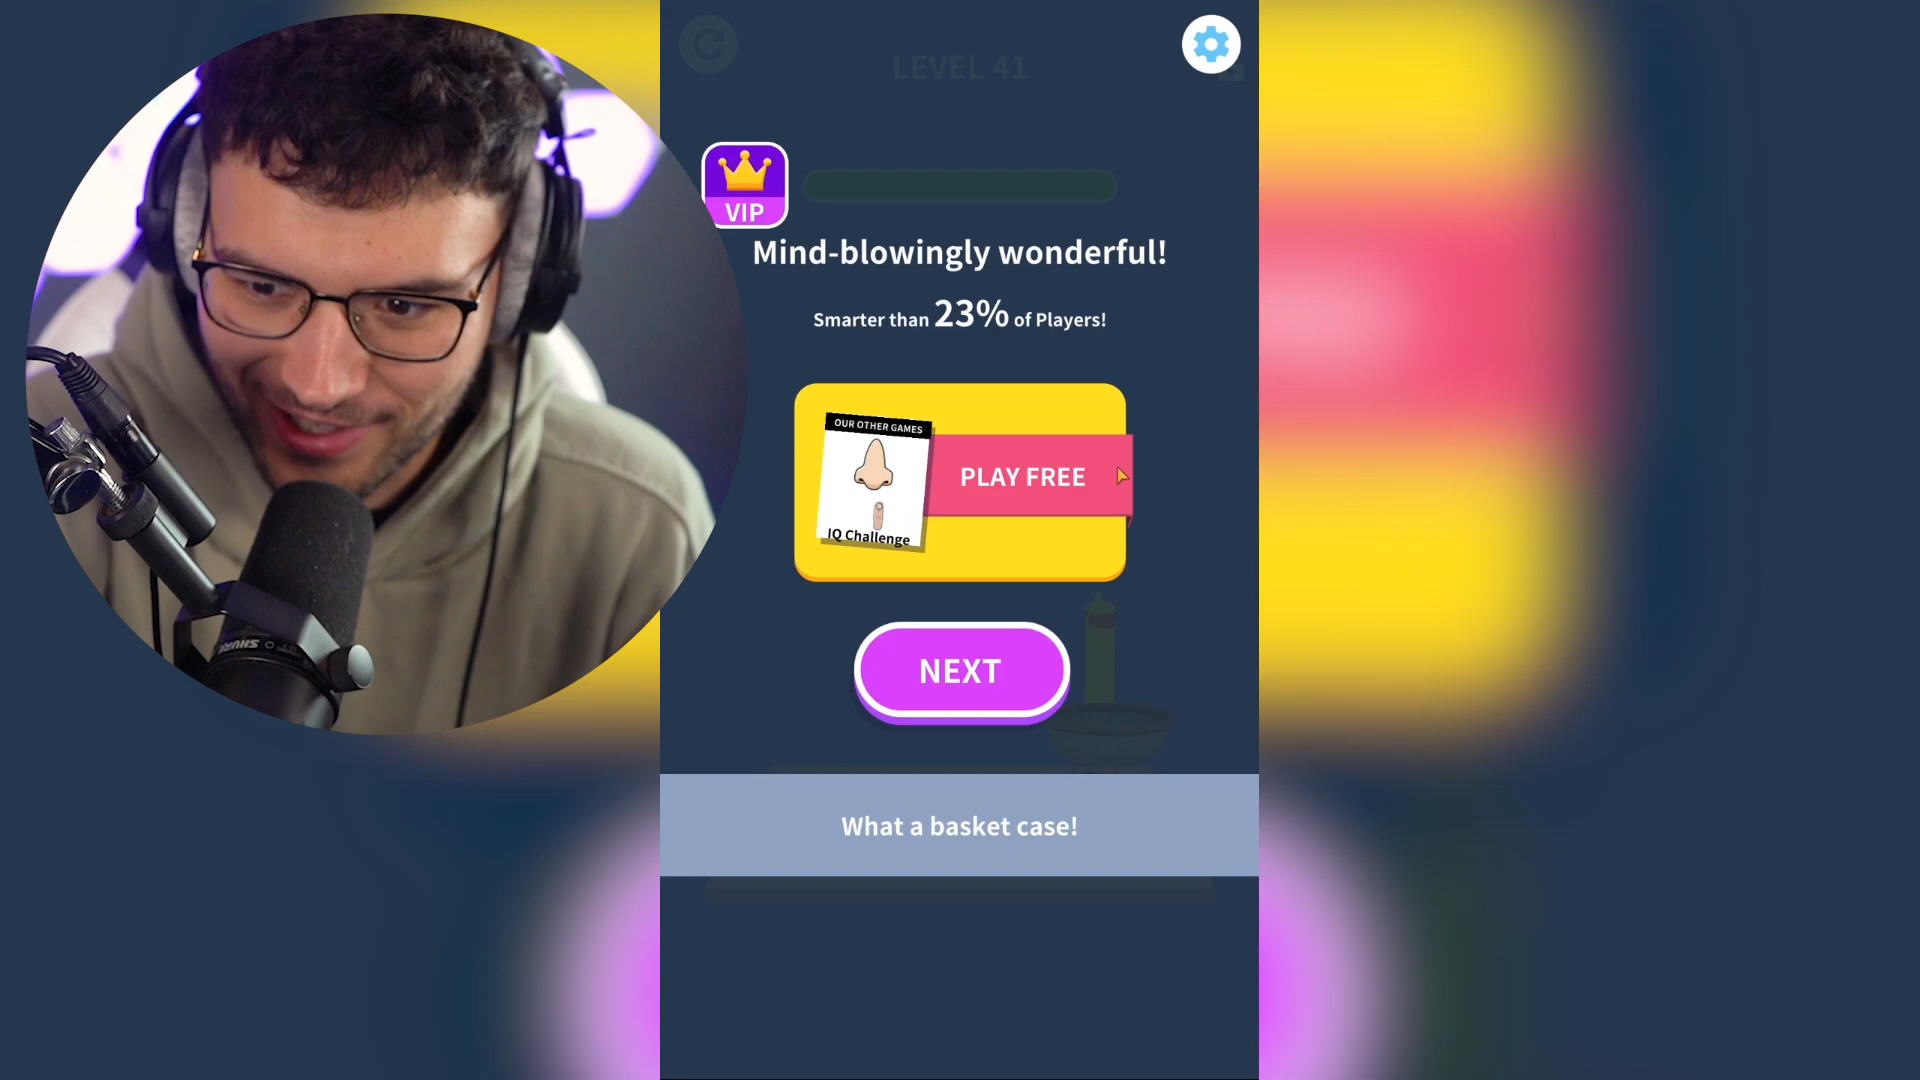 LEVEL 41
VIP
Mind-blowingly wonderful!
Smarter than 23% of Players!
OUR OTHER GAMES
PLAY FREE
IQ Challenge
NEXT
What a basket case!
SHURE